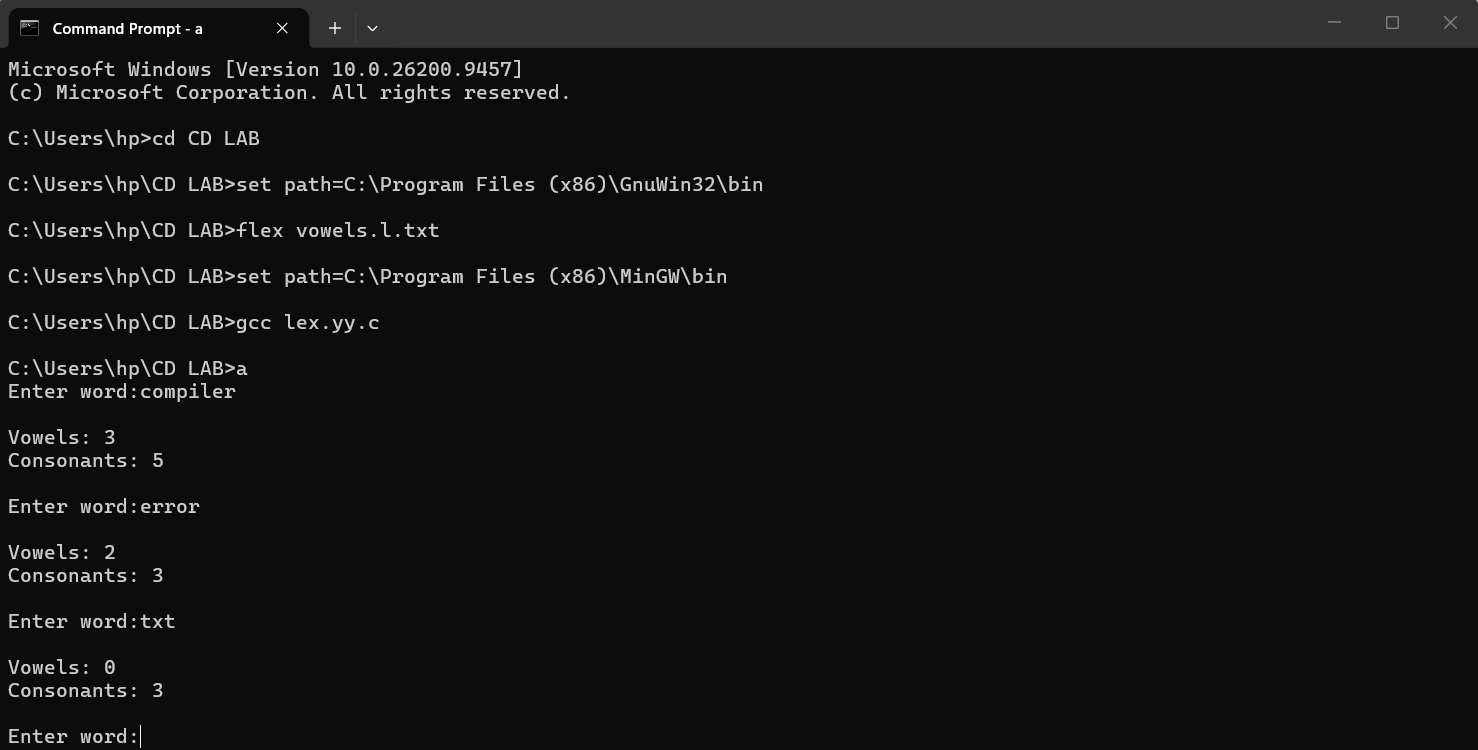 Command Prompt - a
Microsoft Windows [Version 10.0.26200.9457]
(c) Microsoft Corporation. All rights reserved.
C:\Users\hp>cd CD LAB
C:\Users\hp\CD LAB>set path=C:\Program Files (x86)\GnuWin32\bin
C:\Users\hp\CD LAB>flex vowels.l.txt
C:\Users\hp\CD LAB>set path=C:\Program Files (x86)\MinGW\bin
C:\Users\hp\CD LAB>gcc lex.yy.c
C:\Users\hp\CD LAB>a
Enter word:compiler
Vowels: 3
Consonants: 5
Enter word:error
Vowels: 2
Consonants: 3
Enter word:txt
Vowels: 0
Consonants: 3
Enter word: